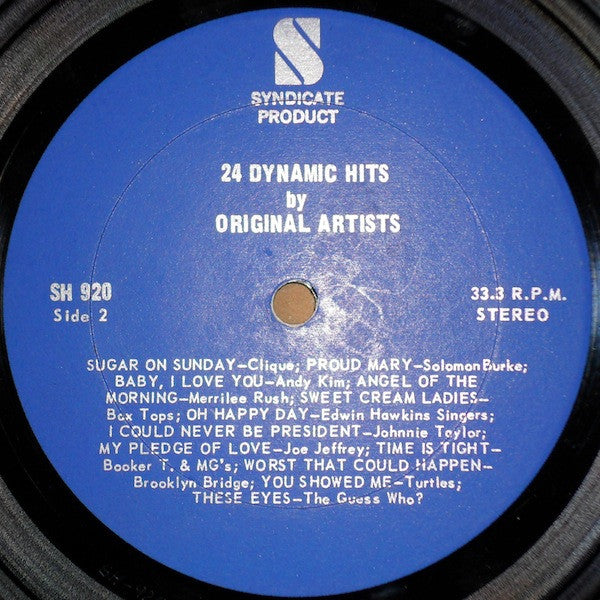 S
SYNDICATE
PRODUCT
24 DYNAMIC HITS
by
ORIGINAL ARTISTS
SH 920
Side 2
33.3 R.P.M.
STEREO
SUGAR ON SUNDAY—Clique; PROUD MARY—Solomon Burke;
BABY, I LOVE YOU—Andy Kim; ANGEL OF THE
MORNING—Merrilee Rush; SWEET CREAM LADIES—
Box Tops; OH HAPPY DAY—Edwin Hawkins Singers;
I COULD NEVER BE PRESIDENT—Johnnie Taylor;
MY PLEDGE OF LOVE—Joe Jeffrey; TIME IS TIGHT—
Booker T. & MG's; WORST THAT COULD HAPPEN—
Brooklyn Bridge; YOU SHOWED ME—Turtles;
THESE EYES—The Guess Who?